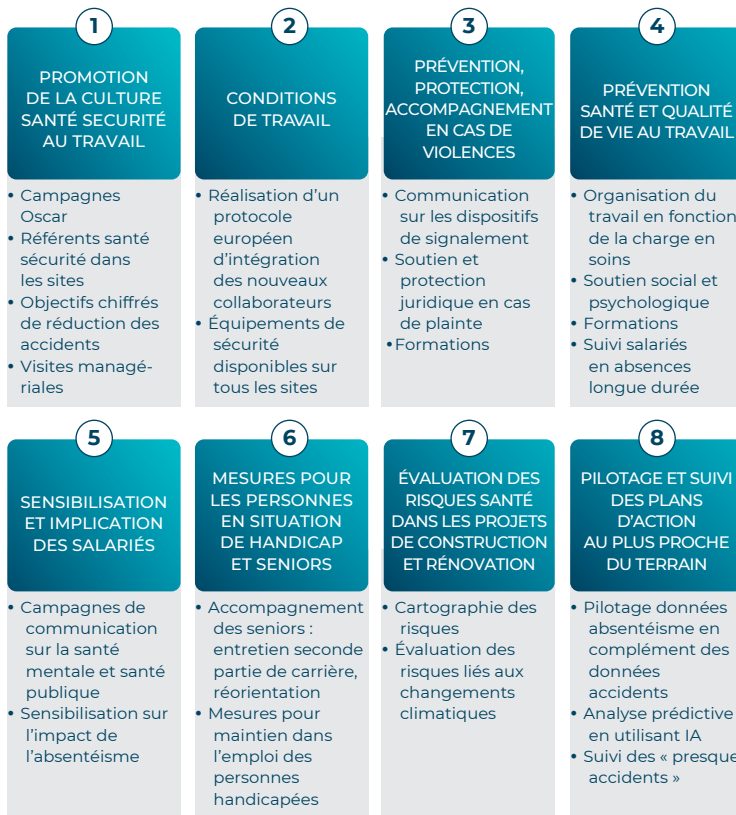 1
PROMOTION
DE LA CULTURE
SANTÉ SECURITÉ
AU TRAVAIL
• Campagnes
Oscar
• Référents santé
sécurité dans
les sites
• Objectifs chiffrés
de réduction des
accidents
• Visites managé-
riales
2
CONDITIONS
DE TRAVAIL
• Réalisation d'un
protocole
européen
d'intégration
des nouveaux
collaborateurs
• Équipements de
sécurité
disponibles sur
tous les sites
3
PRÉVENTION,
PROTECTION,
ACCOMPAGNEMENT
EN CAS DE
VIOLENCES
• Communication
sur les dispositifs
de signalement
• Soutien et
protection
juridique en cas
de plainte
• Formations
4
PRÉVENTION
SANTÉ ET QUALITÉ
DE VIE AU TRAVAIL
• Organisation du
travail en fonction
de la charge en
soins
• Soutien social et
psychologique
• Formations
• Suivi salariés
en absences
longue durée
5
SENSIBILISATION
ET IMPLICATION
DES SALARIÉS
• Campagnes de
communication
sur la santé
mentale et santé
publique
• Sensibilisation sur
l'impact de
l'absentéisme
6
MESURES POUR
LES PERSONNES
EN SITUATION
DE HANDICAP
ET SENIORS
• Accompagnement
des seniors :
entretien seconde
partie de carrière,
réorientation
• Mesures pour
maintien dans
l'emploi des
personnes
handicapées
7
ÉVALUATION DES
RISQUES SANTÉ
DANS LES PROJETS
DE CONSTRUCTION
ET RÉNOVATION
• Cartographie des
risques
• Évaluation des
risques liés aux
changements
climatiques
8
PILOTAGE ET SUIVI
DES PLANS
D'ACTION
AU PLUS PROCHE
DU TERRAIN
• Pilotage données
absentéisme en
complément des
données
accidents
• Analyse prédictive
en utilisant IA
• Suivi des « presque
accidents »